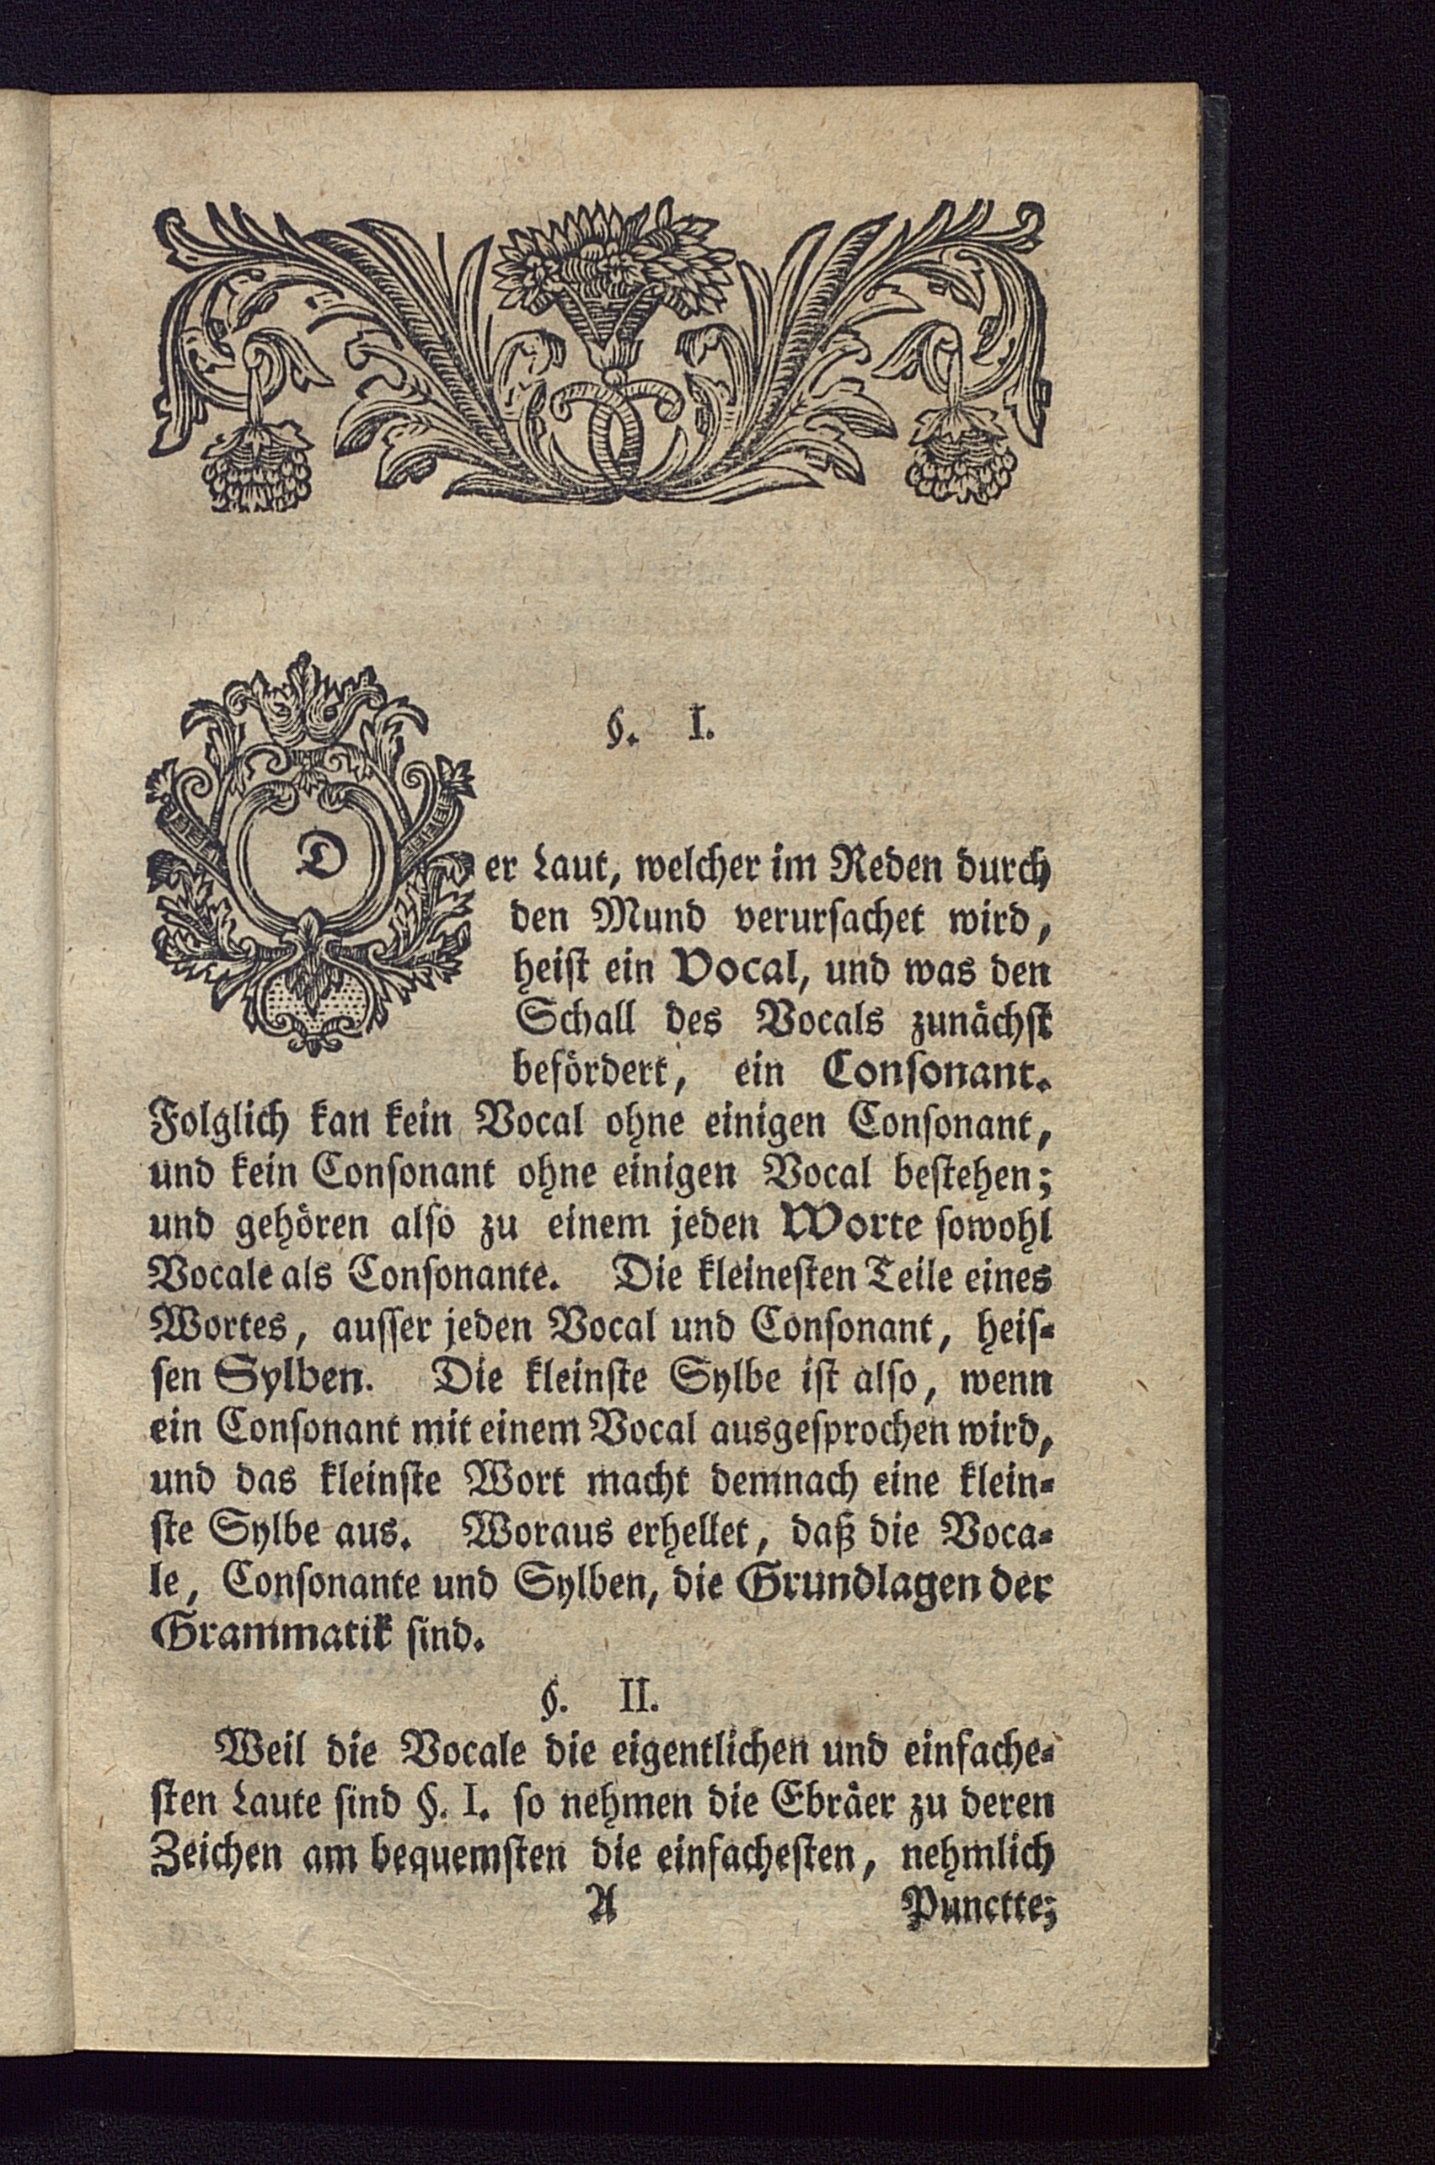 §. I.
Der Laut, welcher im Reden durch
den Mund verursachet wird,
heist ein Vocal, und was den
Schall des Vocals zunächst
befördert, ein Consonant.
Folglich kan kein Vocal ohne einigen Consonant,
und kein Consonant ohne einigen Vocal bestehen;
und gehören also zu einem jeden Worte sowohl
Vocale als Consonante. Die kleinesten Teile eines
Wortes, ausser jeden Vocal und Consonant, heis-
sen Sylben. Die kleinste Sylbe ist also, wenn
ein Consonant mit einem Vocal ausgesprochen wird,
und das kleinste Wort macht demnach eine klein-
ste Sylbe aus. Woraus erhellet, daß die Voca-
le, Consonante und Sylben, die Grundlagen der
Grammatik sind.
§. II.
Weil die Vocale die eigentlichen und einfache-
sten Laute sind §. I. so nehmen die Ebräer zu deren
Zeichen am bequemsten die einfachesten, nehmlich
A Punctte;